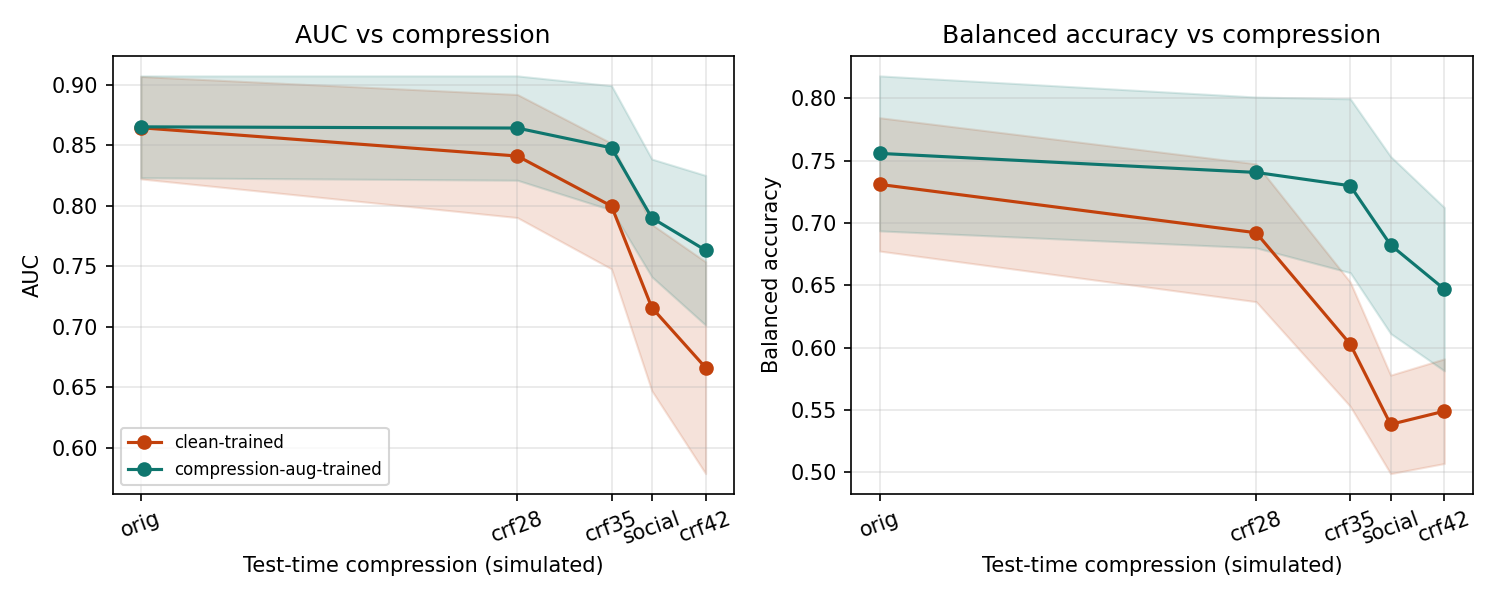 AUC vs compression
AUC
0.90
0.85
0.80
0.75
0.70
0.65
0.60
clean-trained
compression-aug-trained
orig
crf28
crf35
social
crf42
Test-time compression (simulated)
Balanced accuracy vs compression
Balanced accuracy
0.80
0.75
0.70
0.65
0.60
0.55
0.50
orig
crf28
crf35
social
crf42
Test-time compression (simulated)